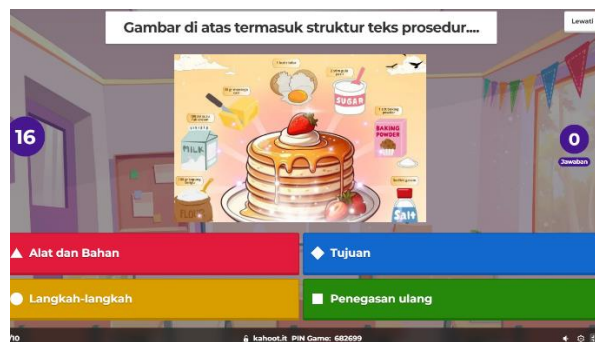 Gambar di atas termasuk struktur teks prosedur....
Lewati
16
0
Jawaban
SUGAR
BAKING
POWDER
MILK
FLOUR
Salt
Alat dan Bahan
Tujuan
Langkah-langkah
Penegasan ulang
/10
kahoot.it PIN Game: 682699